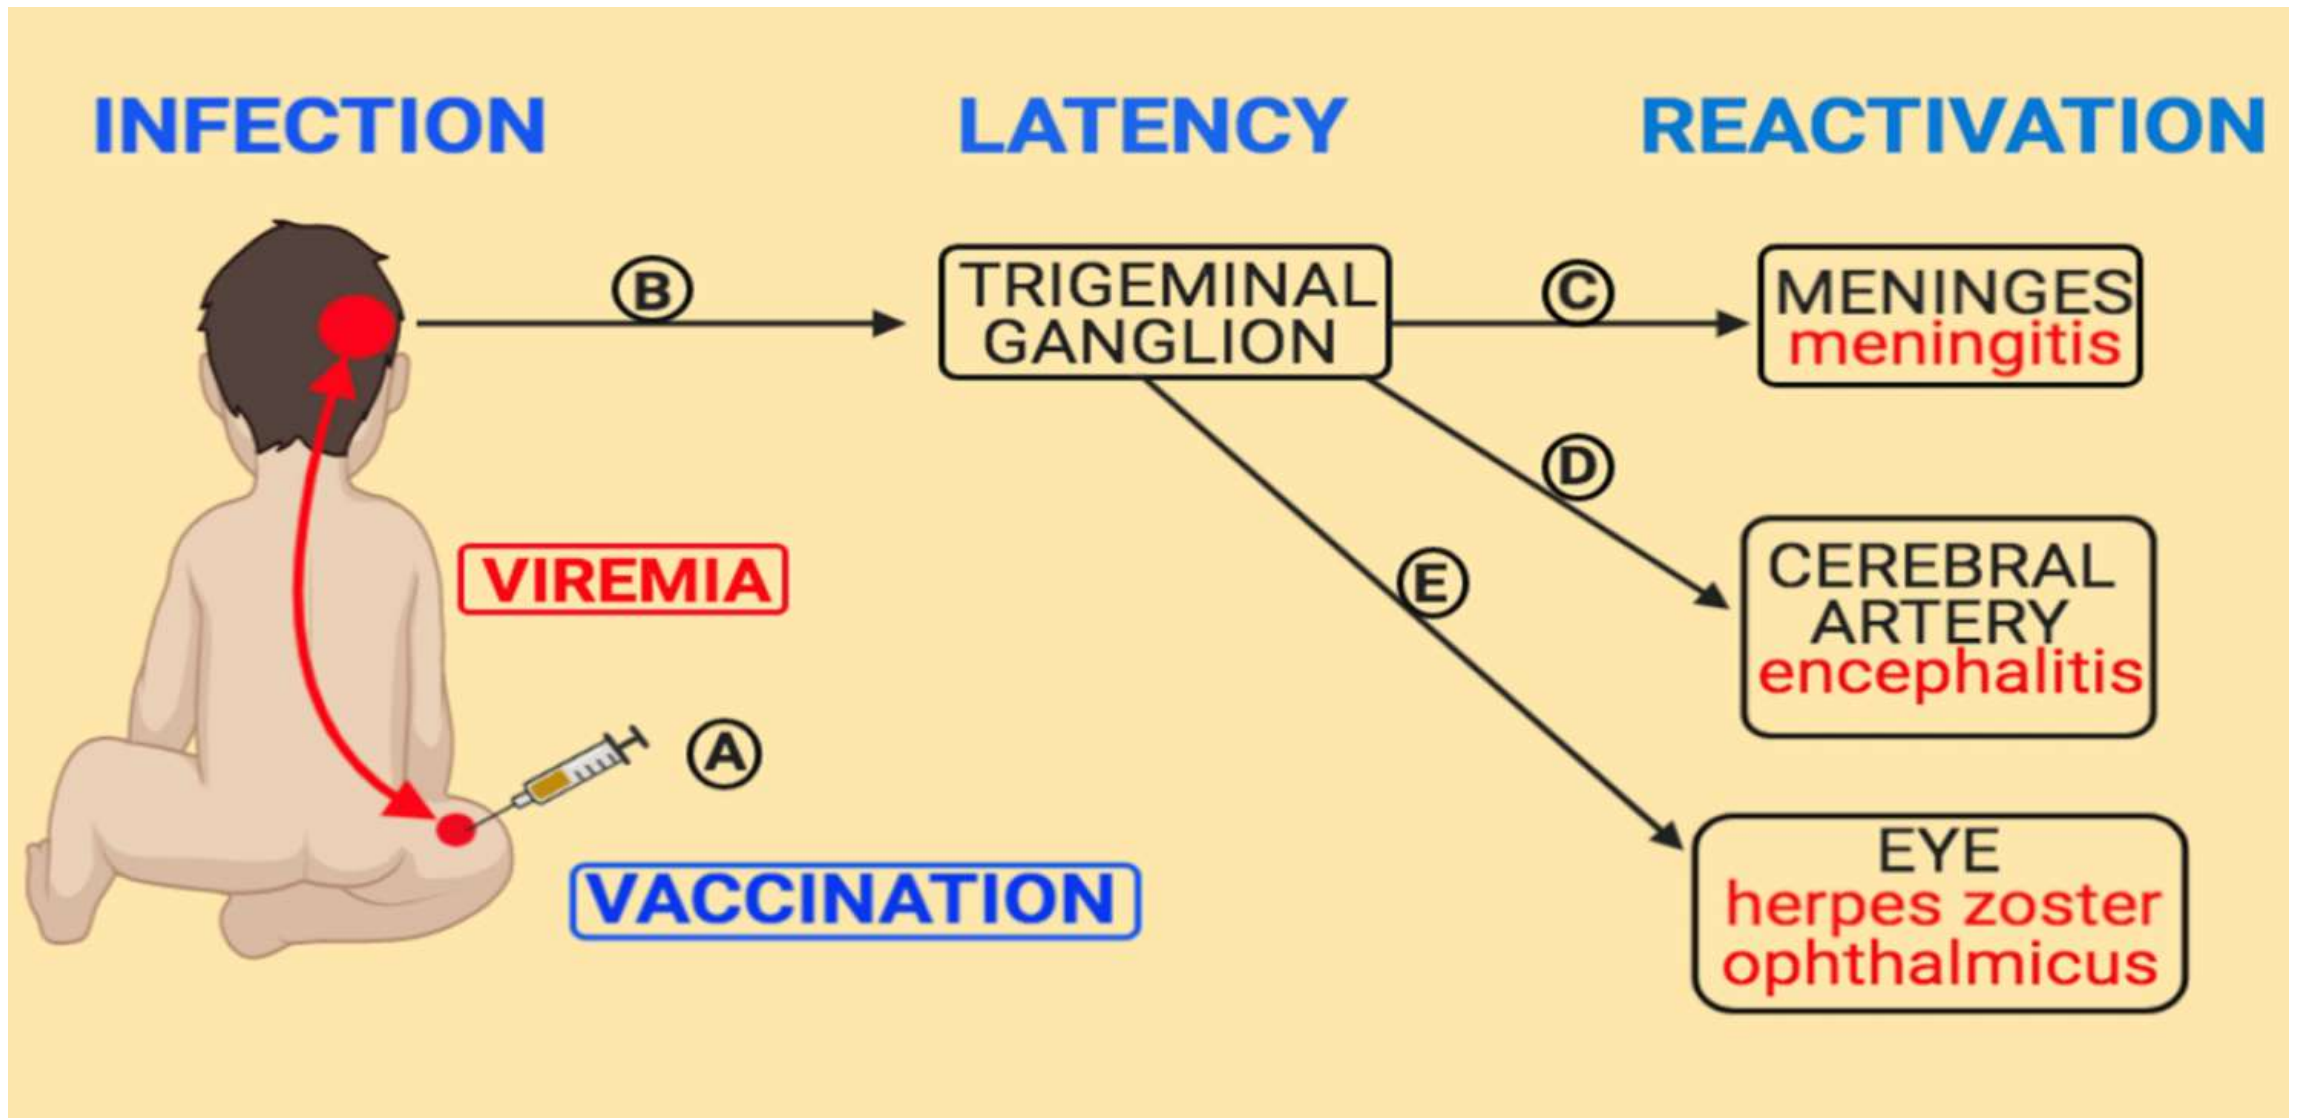 INFECTION
LATENCY
REACTIVATION
B
TRIGEMINAL
GANGLION
C
MENINGES
meningitis
D
CEREBRAL
ARTERY
encephalitis
VIREMIA
E
A
VACCINATION
EYE
herpes zoster
ophthalmicus